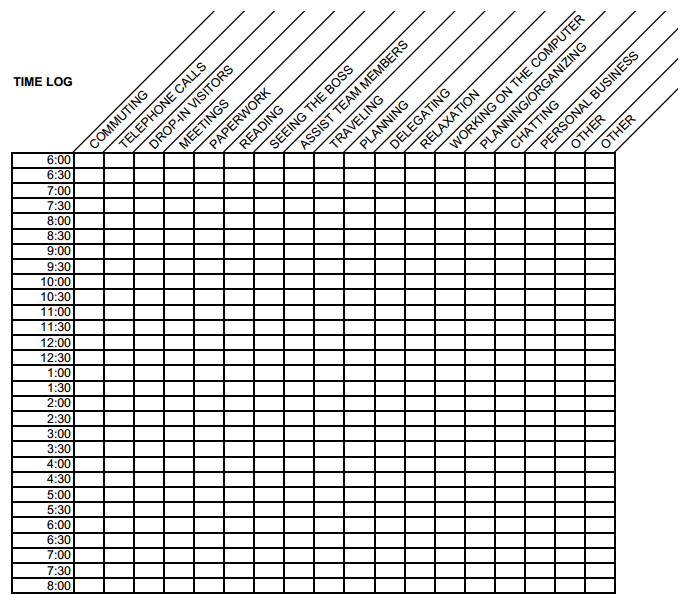 TIME LOG
COMMUTING
TELEPHONE CALLS
DROP-IN VISITORS
MEETINGS
PAPERWORK
READING
SEEING THE BOSS
ASSIST TEAM MEMBERS
TRAVELING
PLANNING
DELEGATING
RELAXATION
WORKING ON THE COMPUTER
PLANNING/ORGANIZING
CHATTING
PERSONAL BUSINESS
OTHER
OTHER
6:00
6:30
7:00
7:30
8:00
8:30
9:00
9:30
10:00
10:30
11:00
11:30
12:00
12:30
1:00
1:30
2:00
2:30
3:00
3:30
4:00
4:30
5:00
5:30
6:00
6:30
7:00
7:30
8:00